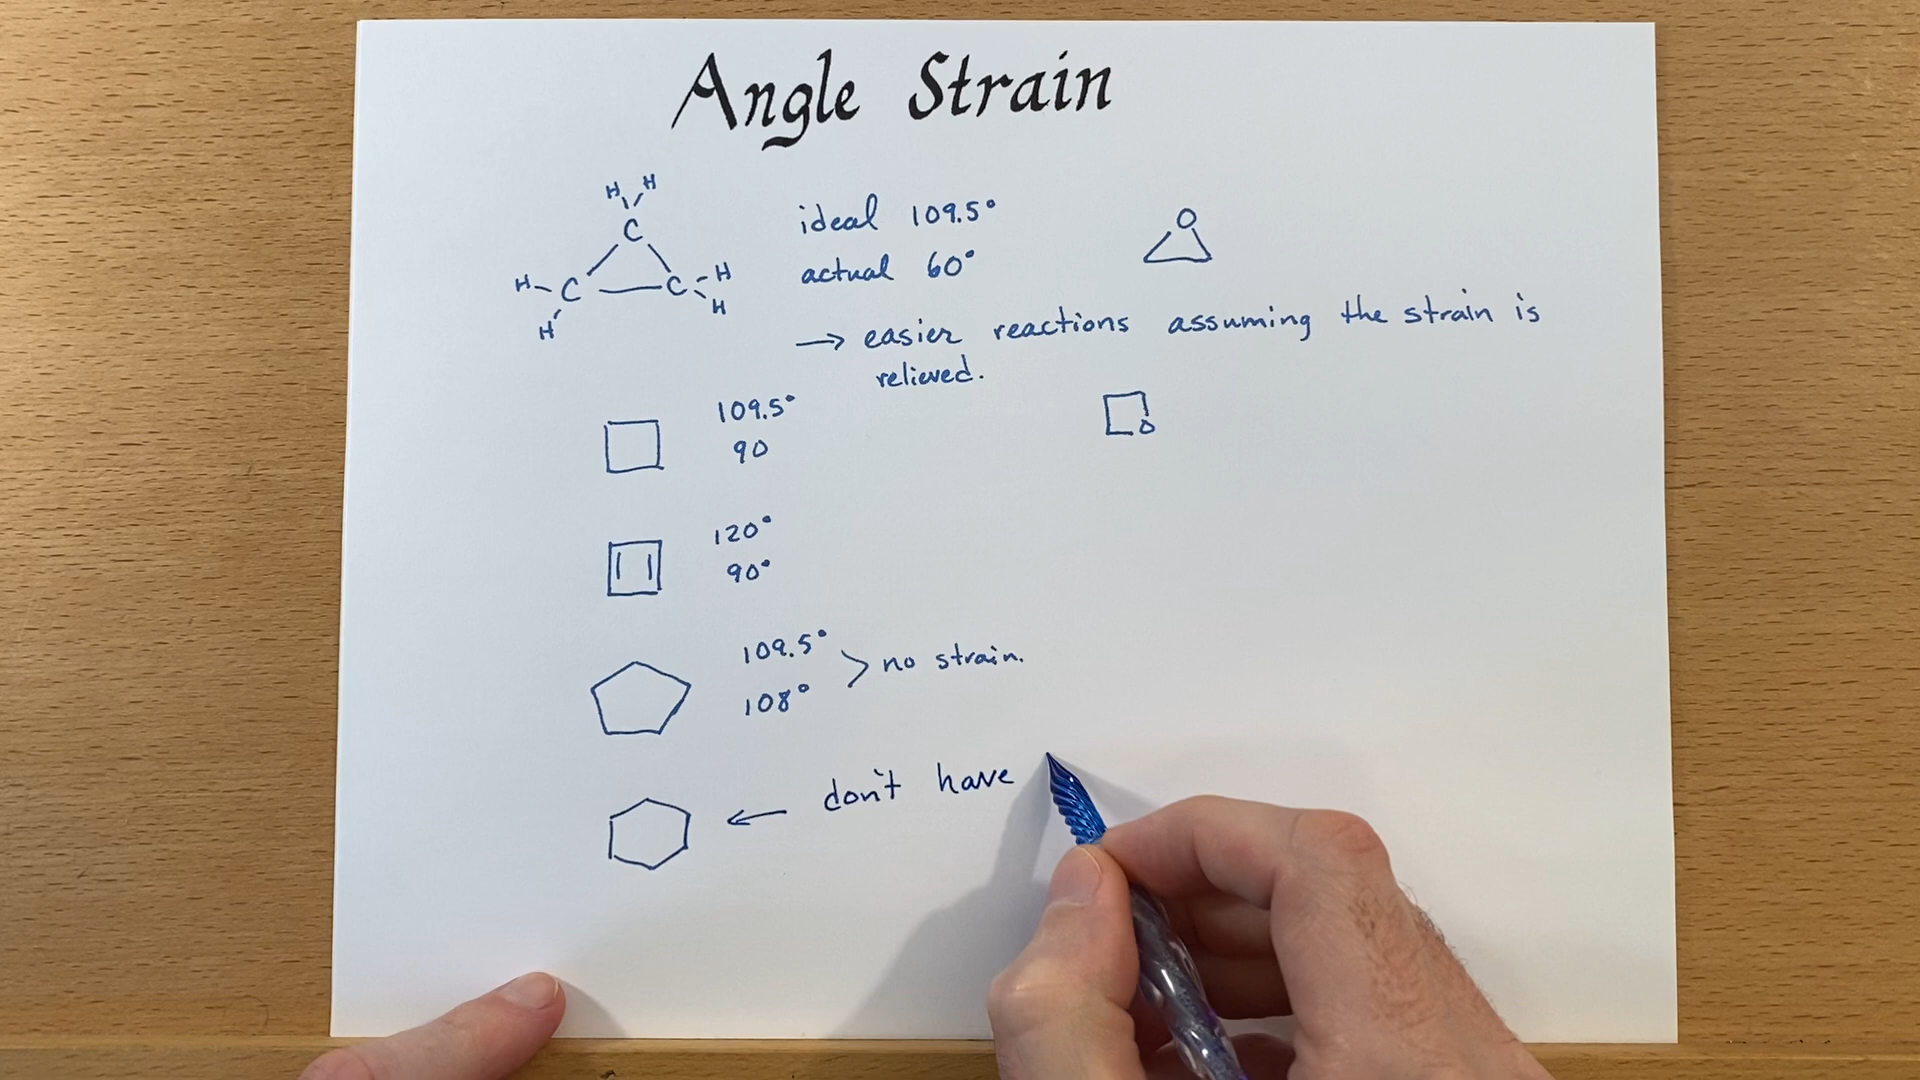 Angle Strain
H H
C
H C C H
H H
ideal 109.5°
actual 60°
O
→ easier reactions assuming the strain is
relieved.
109.5°
90
O
120°
90°
109.5°
108°
> no strain.
← don't have